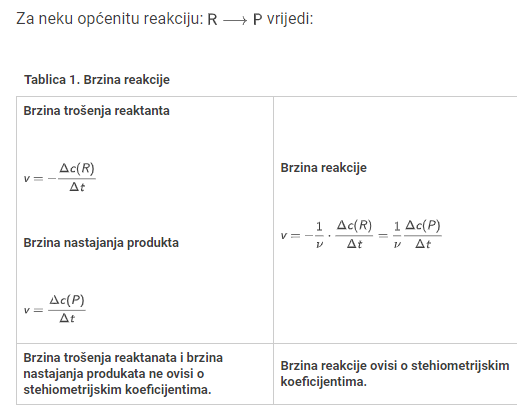 Za neku općenitu reakciju: R ⟶ P vrijedi:
Tablica 1. Brzina reakcije
Brzina trošenja reaktanta
v = − Δc(R) / Δt
Brzina nastajanja produkta
v = Δc(P) / Δt
Brzina reakcije
v = − 1/ν · Δc(R)/Δt = 1/ν Δc(P)/Δt
Brzina trošenja reaktanata i brzina
nastajanja produkata ne ovisi o
stehiometrijskim koeficijentima.
Brzina reakcije ovisi o stehiometrijskim
koeficijentima.